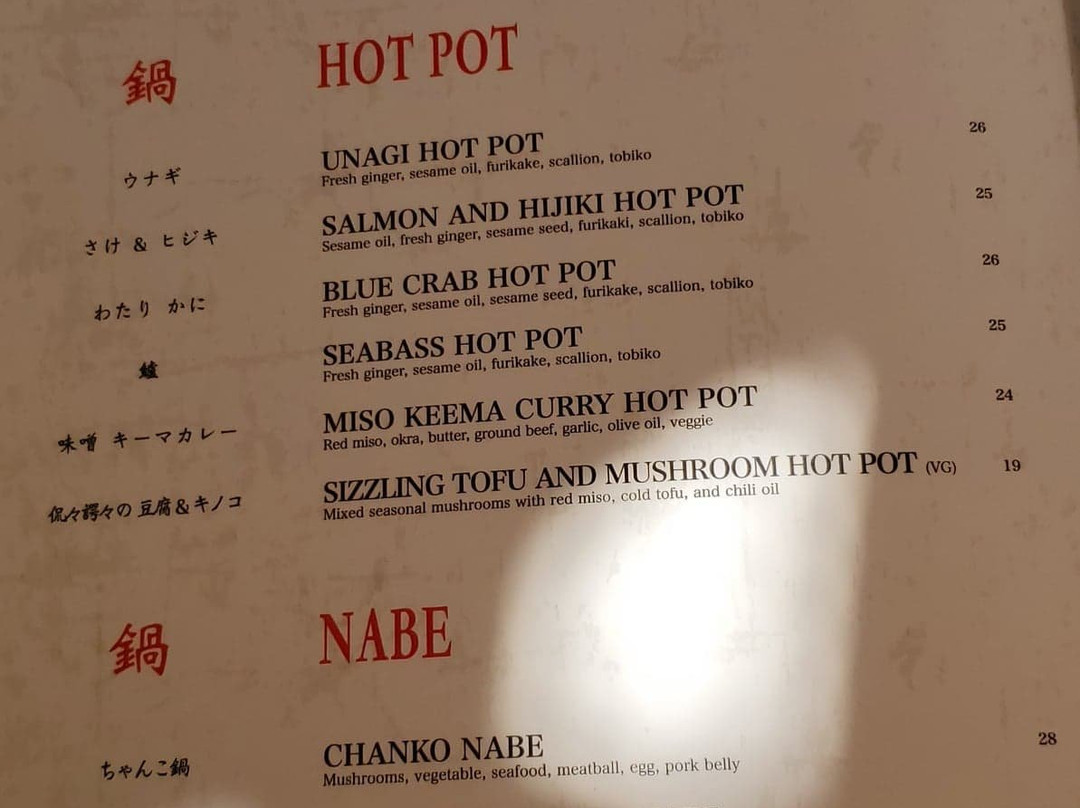 鍋 HOT POT
ウナギ UNAGI HOT POT 26
Fresh ginger, sesame oil, furikake, scallion, tobiko
さけ & ヒジキ SALMON AND HIJIKI HOT POT 25
Sesame oil, fresh ginger, sesame seed, furikaki, scallion, tobiko
わたり かに BLUE CRAB HOT POT 26
Fresh ginger, sesame oil, sesame seed, furikake, scallion, tobiko
鱸 SEABASS HOT POT 25
Fresh ginger, sesame oil, furikake, scallion, tobiko
味噌 キーマカレー MISO KEEMA CURRY HOT POT 24
Red miso, okra, butter, ground beef, garlic, olive oil, veggie
侃々諤々の 豆腐&キノコ SIZZLING TOFU AND MUSHROOM HOT POT (VG) 19
Mixed seasonal mushrooms with red miso, cold tofu, and chili oil
鍋 NABE
ちゃんこ鍋 CHANKO NABE 28
Mushrooms, vegetable, seafood, meatball, egg, pork belly